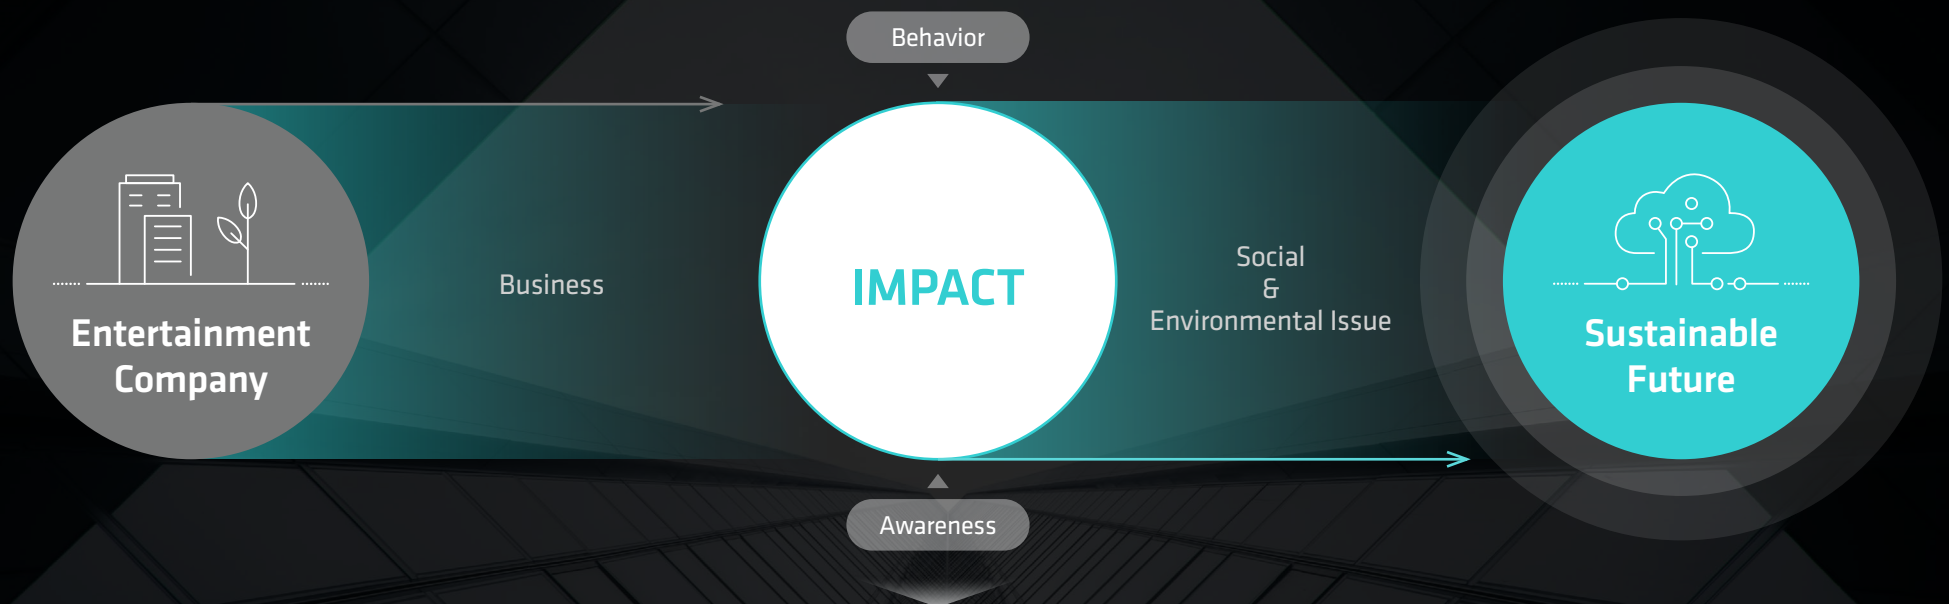 Behavior
Entertainment
Company
Business
IMPACT
Social
&
Environmental Issue
Sustainable
Future
Awareness